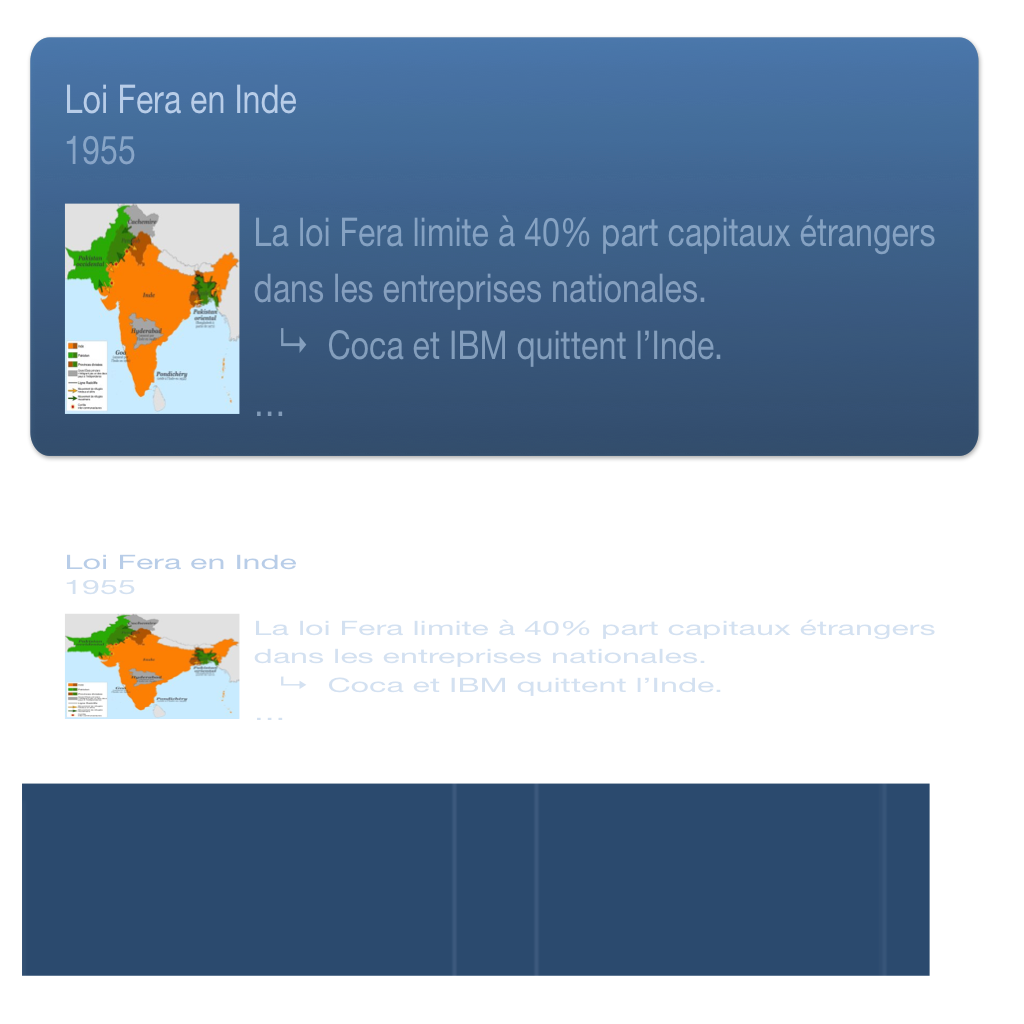 Loi Fera en Inde
1955
Cachemire
Pakistan
occidental
Inde
Pakistan
oriental
Hyderabad
Goa
Pondichéry
La loi Fera limite à 40% part capitaux étrangers
dans les entreprises nationales.
↳ Coca et IBM quittent l’Inde.
...
Loi Fera en Inde
1955
La loi Fera limite à 40% part capitaux étrangers
dans les entreprises nationales.
↳ Coca et IBM quittent l’Inde.
...